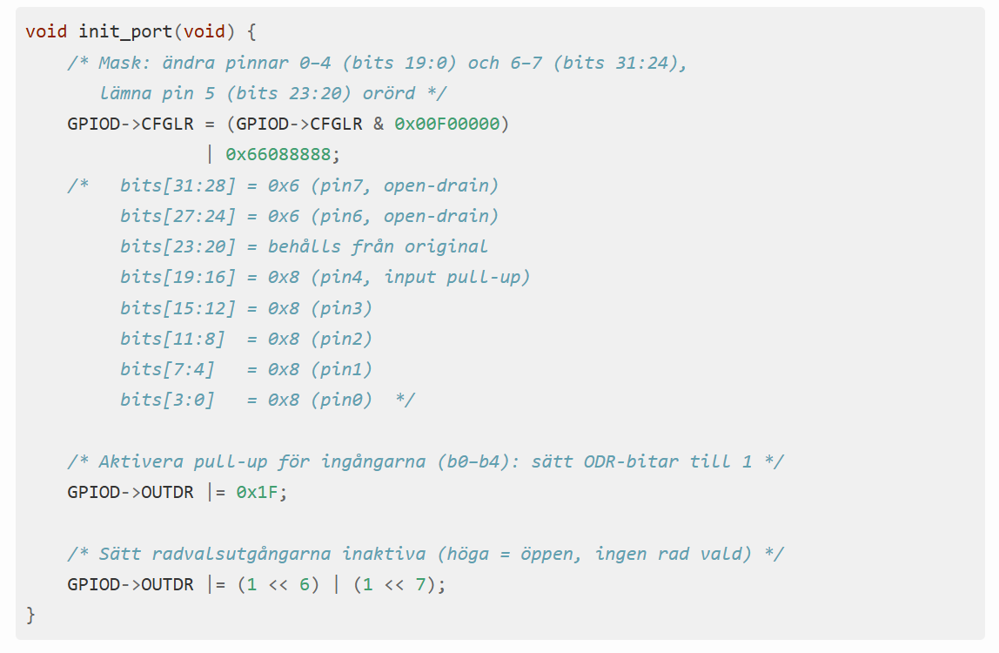 void init_port(void) {
    /* Mask: ändra pinnar 0–4 (bits 19:0) och 6–7 (bits 31:24),
       lämna pin 5 (bits 23:20) orörd */
    GPIOD->CFGLR = (GPIOD->CFGLR & 0x00F00000)
                 | 0x66088888;
    /*   bits[31:28] = 0x6 (pin7, open-drain)
         bits[27:24] = 0x6 (pin6, open-drain)
         bits[23:20] = behålls från original
         bits[19:16] = 0x8 (pin4, input pull-up)
         bits[15:12] = 0x8 (pin3)
         bits[11:8]  = 0x8 (pin2)
         bits[7:4]   = 0x8 (pin1)
         bits[3:0]   = 0x8 (pin0)  */
    /* Aktivera pull-up för ingångarna (b0–b4): sätt ODR-bitar till 1 */
    GPIOD->OUTDR |= 0x1F;
    /* Sätt radvalsutgångarna inaktiva (höga = öppen, ingen rad vald) */
    GPIOD->OUTDR |= (1 << 6) | (1 << 7);
}